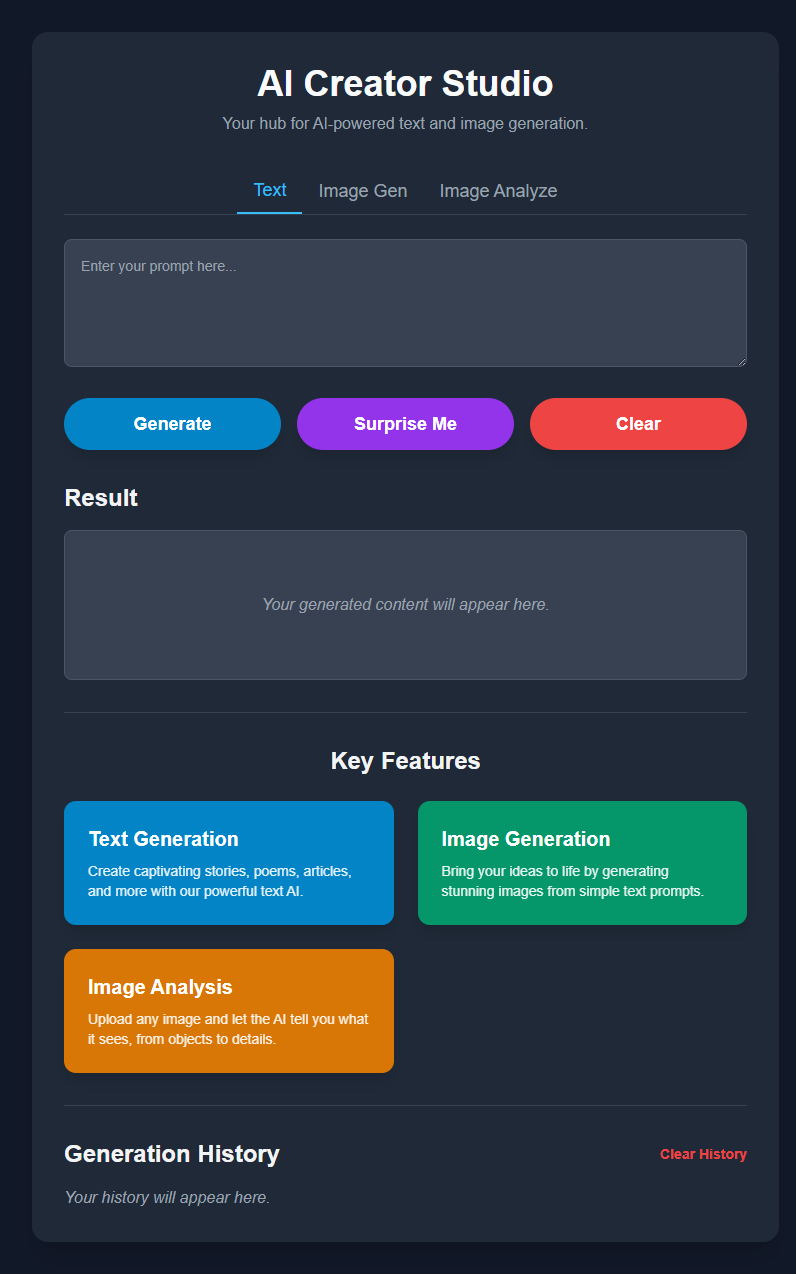 AI Creator Studio
Your hub for AI-powered text and image generation.
Text Image Gen Image Analyze
Enter your prompt here...
Generate Surprise Me Clear
Result
Your generated content will appear here.
Key Features
Text Generation
Create captivating stories, poems, articles,
and more with our powerful text AI.
Image Generation
Bring your ideas to life by generating
stunning images from simple text prompts.
Image Analysis
Upload any image and let the AI tell you what
it sees, from objects to details.
Generation History Clear History
Your history will appear here.